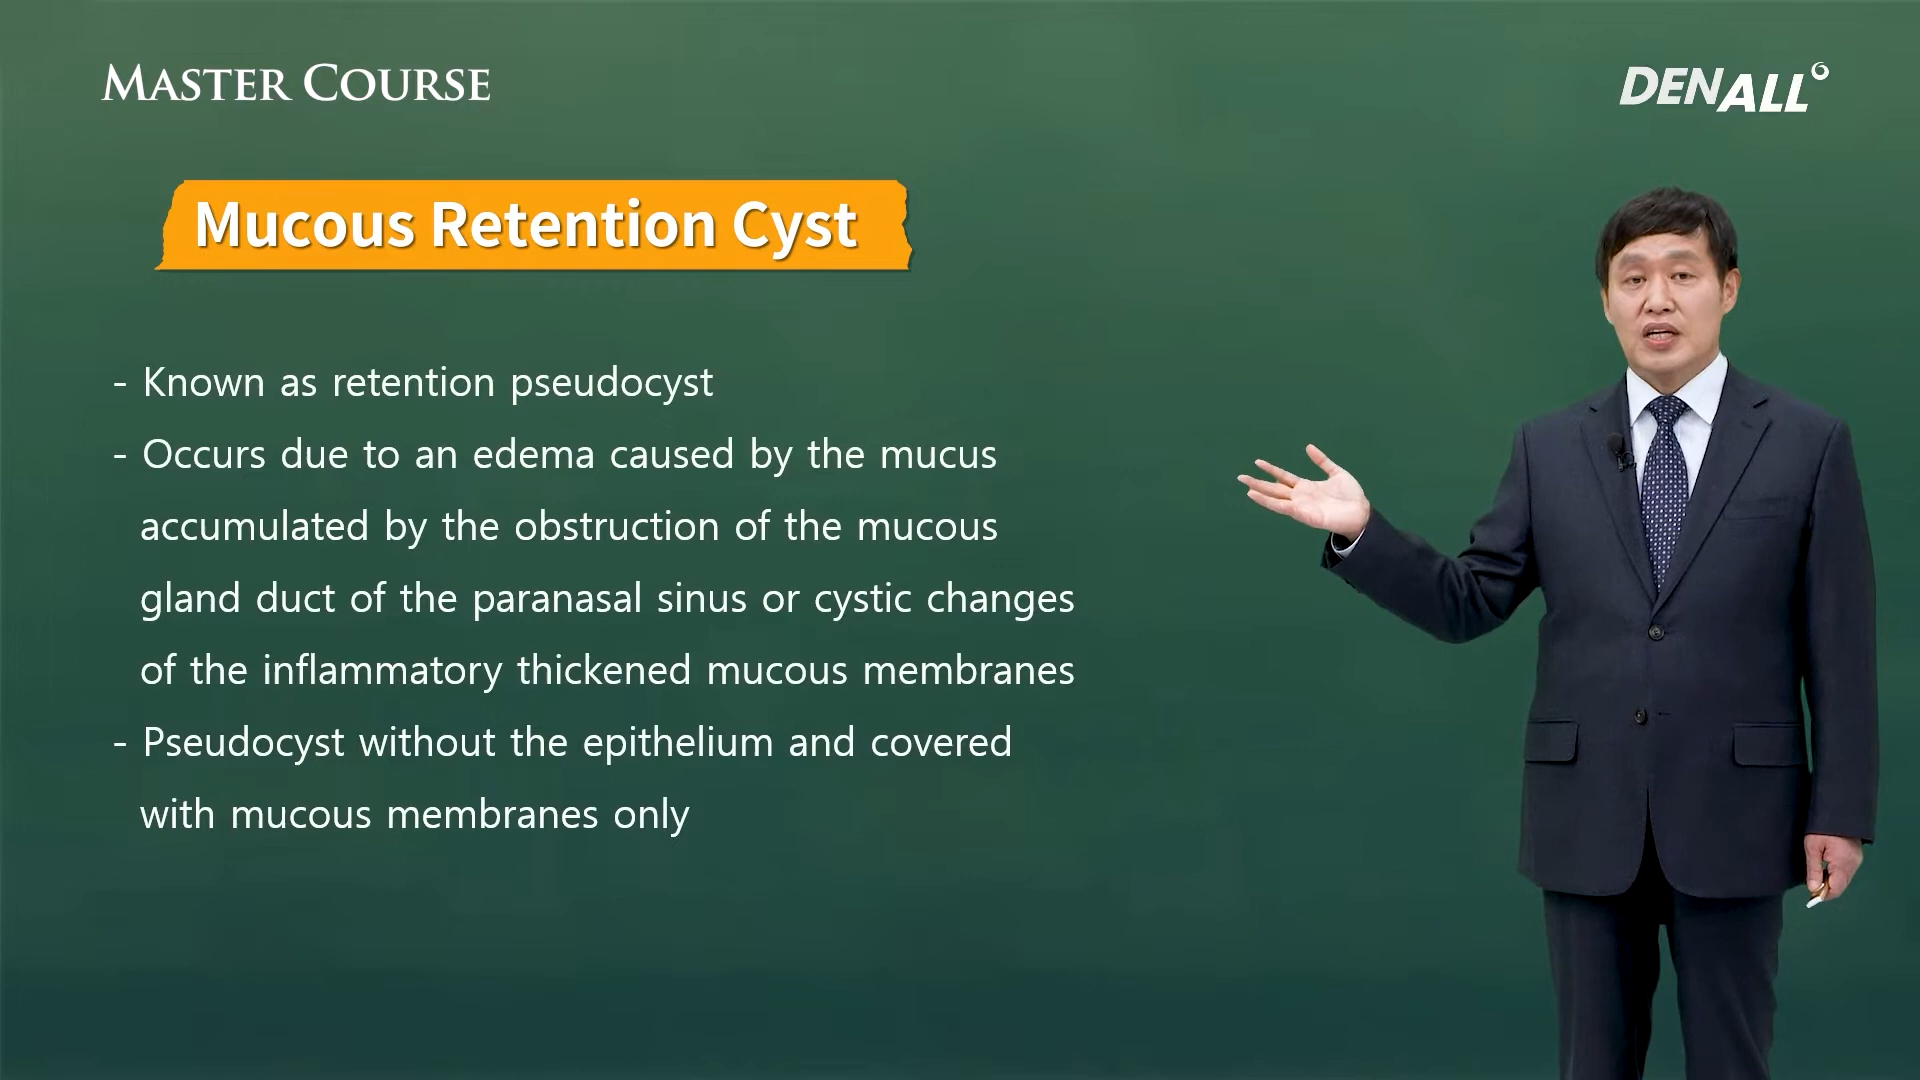 MASTER COURSE
DENALL
Mucous Retention Cyst
- Known as retention pseudocyst
- Occurs due to an edema caused by the mucus
accumulated by the obstruction of the mucous
gland duct of the paranasal sinus or cystic changes
of the inflammatory thickened mucous membranes
- Pseudocyst without the epithelium and covered
with mucous membranes only